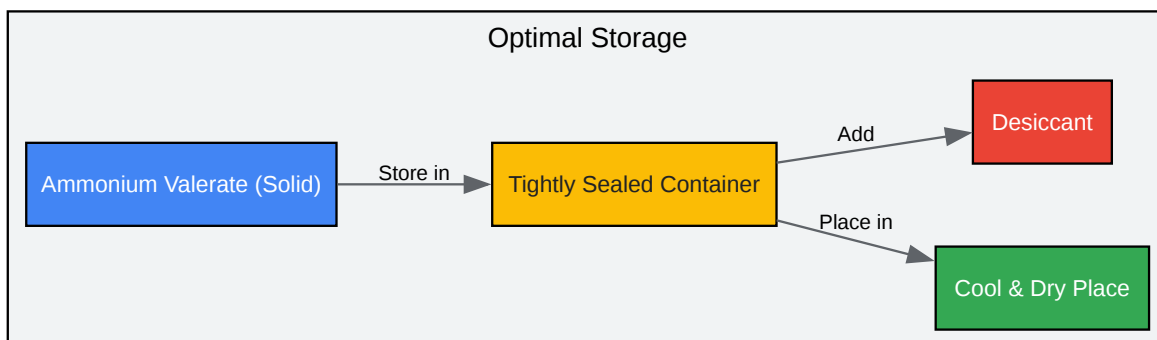 Optimal Storage
Ammonium Valerate (Solid)
Store in
Tightly Sealed Container
Add
Desiccant
Place in
Cool & Dry Place